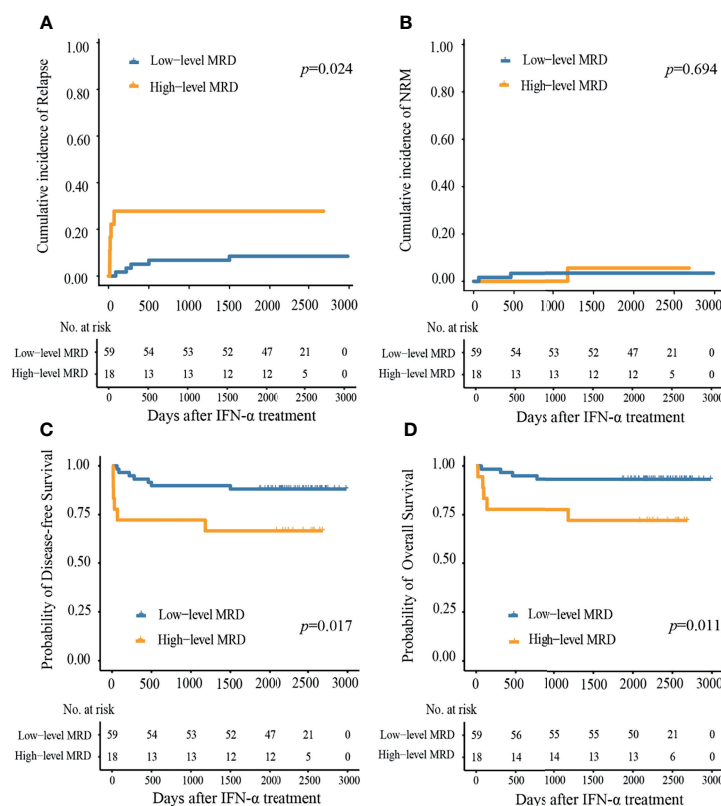 A
Cumulative incidence of Relapse
1.00
0.80
0.60
0.40
0.20
0.00
Low-level MRD
High-level MRD
p=0.024
0 500 1000 1500 2000 2500 3000
No. at risk
Low-level MRD 59 54 53 52 47 21 0
High-level MRD 18 13 13 12 12 5 0
0 500 1000 1500 2000 2500 3000
Days after IFN-α treatment
B
Cumulative incidence of NRM
1.00
0.80
0.60
0.40
0.20
0.00
Low-level MRD
High-level MRD
p=0.694
0 500 1000 1500 2000 2500 3000
No. at risk
Low-level MRD 59 54 53 52 47 21 0
High-level MRD 18 13 13 12 12 5 0
0 500 1000 1500 2000 2500 3000
Days after IFN-α treatment
C
Probability of Disease-free Survival
1.00
0.75
0.50
0.25
0.00
Low-level MRD
High-level MRD
p=0.017
0 500 1000 1500 2000 2500 3000
No. at risk
Low-level MRD 59 54 53 52 47 21 0
High-level MRD 18 13 13 12 12 5 0
0 500 1000 1500 2000 2500 3000
Days after IFN-α treatment
D
Probability of Overall Survival
1.00
0.75
0.50
0.25
0.00
Low-level MRD
High-level MRD
p=0.011
0 500 1000 1500 2000 2500 3000
No. at risk
Low-level MRD 59 56 55 55 50 21 0
High-level MRD 18 14 14 13 13 6 0
0 500 1000 1500 2000 2500 3000
Days after IFN-α treatment